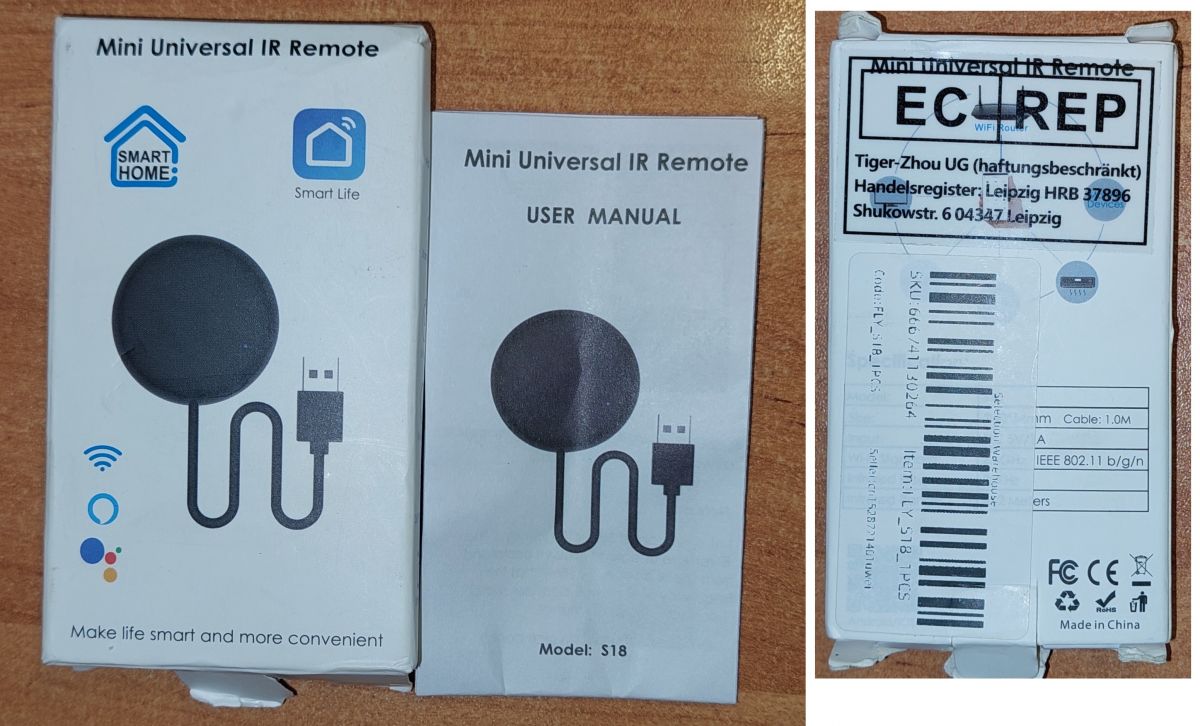 Mini Universal IR Remote
SMART
HOME
Smart Life
Make life smart and more convenient
Mini Universal IR Remote
USER MANUAL
Model: S18
Mini Universal IR Remote
EC REP
WiFi Router
Tiger-Zhou UG (haftungsbeschränkt)
Handelsregister: Leipzig HRB 37896
Devices
Shukowstr. 6 04347 Leipzig
SKU:666741130264 Item:FLY_S18_1PCS
Code:FLY_S18_1PCS
Selection Warehouse
Cable: 1.0M
IEEE 802.11 b/g/n
FC CE
RoHS
Made in China